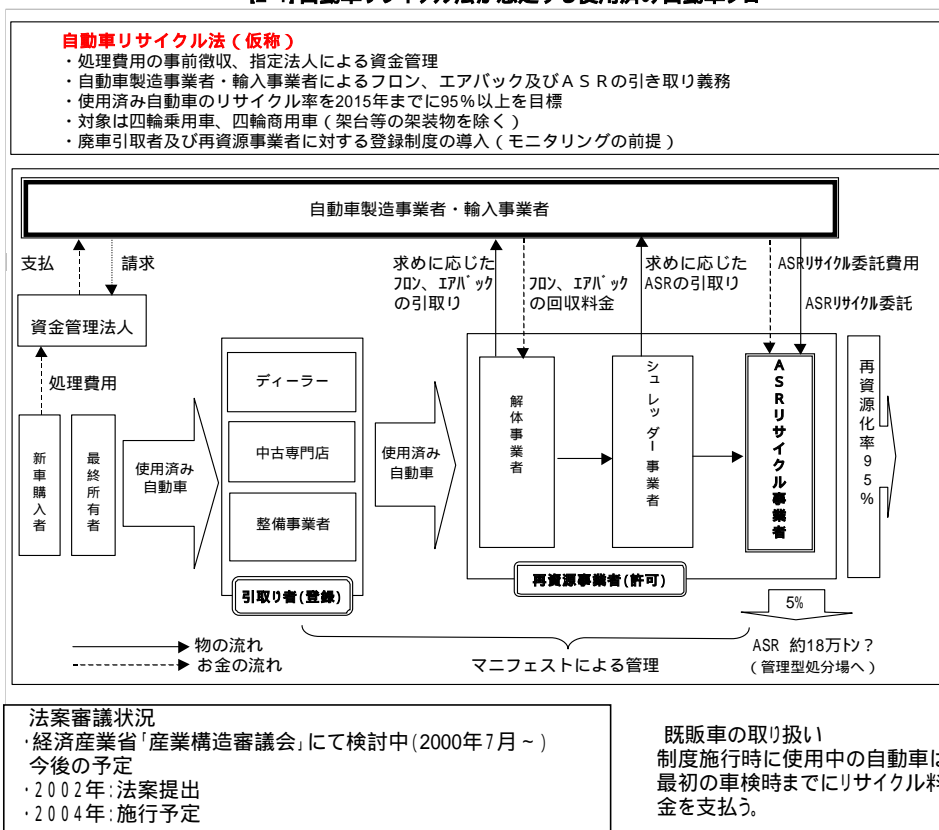 自動車リサイクル法(仮称)
・処理費用の事前徴収、指定法人による資金管理
・自動車製造事業者・輸入事業者によるフロン、エアバック及びASRの引き取り義務
・使用済み自動車のリサイクル率を2015年までに95%以上を目標
・対象は四輪乗用車、四輪商用車(架台等の架装物を除く)
・廃車引取者及び再資源事業者に対する登録制度の導入(モニタリングの前提)
自動車製造事業者・輸入事業者
支払
請求
求めに応じた
フロン、エアバック
の引取り
フロン、エアバック
の回収料金
求めに応じた
ASRの引取り
ASRリサイクル委託費用
ASRリサイクル委託
資金管理法人
処理費用
新車購入者
最終所有者
使用済み
自動車
ディーラー
中古専門店
整備事業者
引取り者(登録)
使用済み
自動車
解体事業者
シュレッダー事業者
ASRリサイクル事業者
再資源事業者(許可)
再資源化率95%
5%
ASR 約18万トン?
(管理型処分場へ)
物の流れ
お金の流れ
マニフェストによる管理
法案審議状況
・経済産業省「産業構造審議会」にて検討中(2000年7月~)
今後の予定
・2002年:法案提出
・2004年:施行予定
既販車の取り扱い
制度施行時に使用中の自動車は
最初の車検時までにリサイクル料
金を支払う。